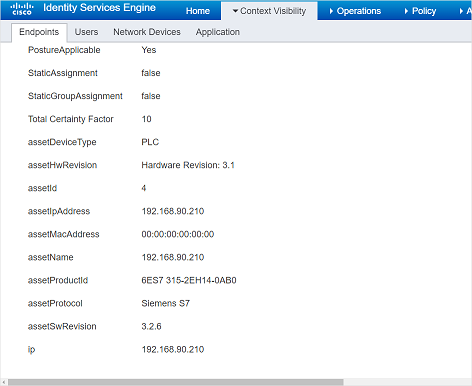 cisco Identity Services Engine Home Context Visibility Operations Policy A
Endpoints Users Network Devices Application
PostureApplicable Yes
StaticAssignment false
StaticGroupAssignment false
Total Certainty Factor 10
assetDeviceType PLC
assetHwRevision Hardware Revision: 3.1
assetId 4
assetIpAddress 192.168.90.210
assetMacAddress 00:00:00:00:00:00
assetName 192.168.90.210
assetProductId 6ES7 315-2EH14-0AB0
assetProtocol Siemens S7
assetSwRevision 3.2.6
ip 192.168.90.210